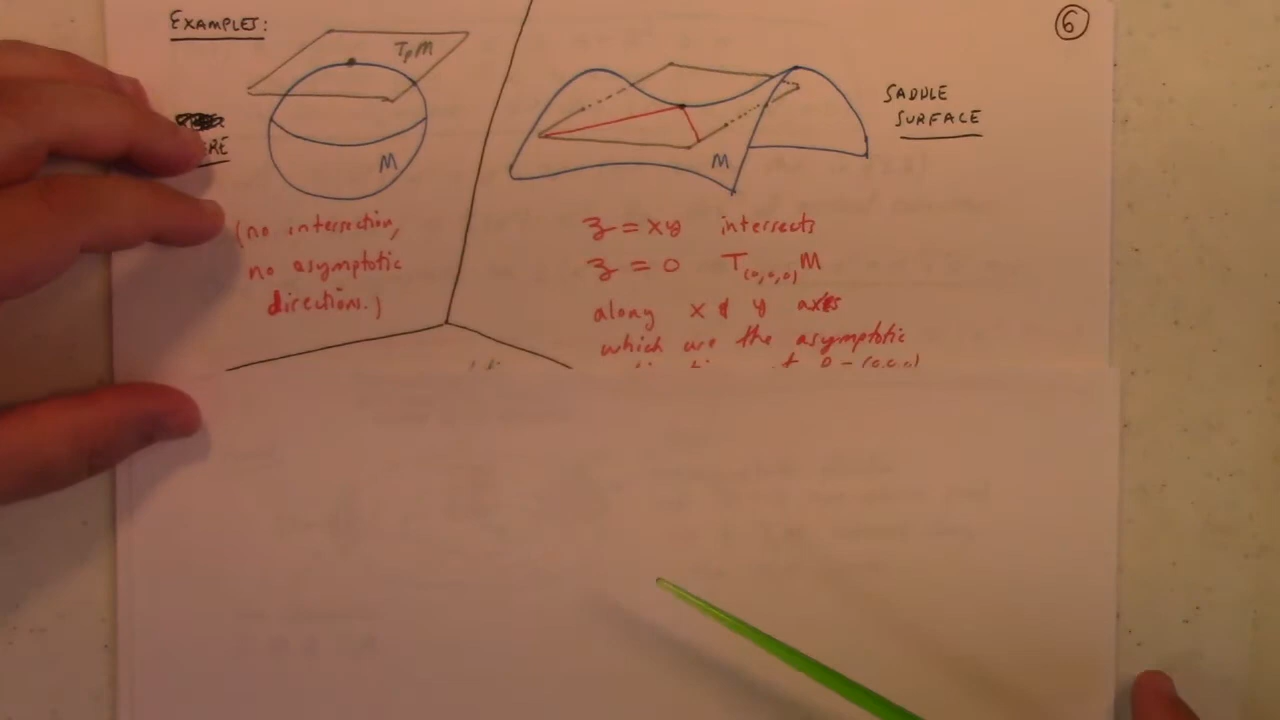 EXAMPLES:
6
TpM
M
(no intersection,
no asymptotic
directions.)
M
SADDLE
SURFACE
z = xy intersects
z = 0 T(0,0,0)M
along x & y axes
which are the asymptotic